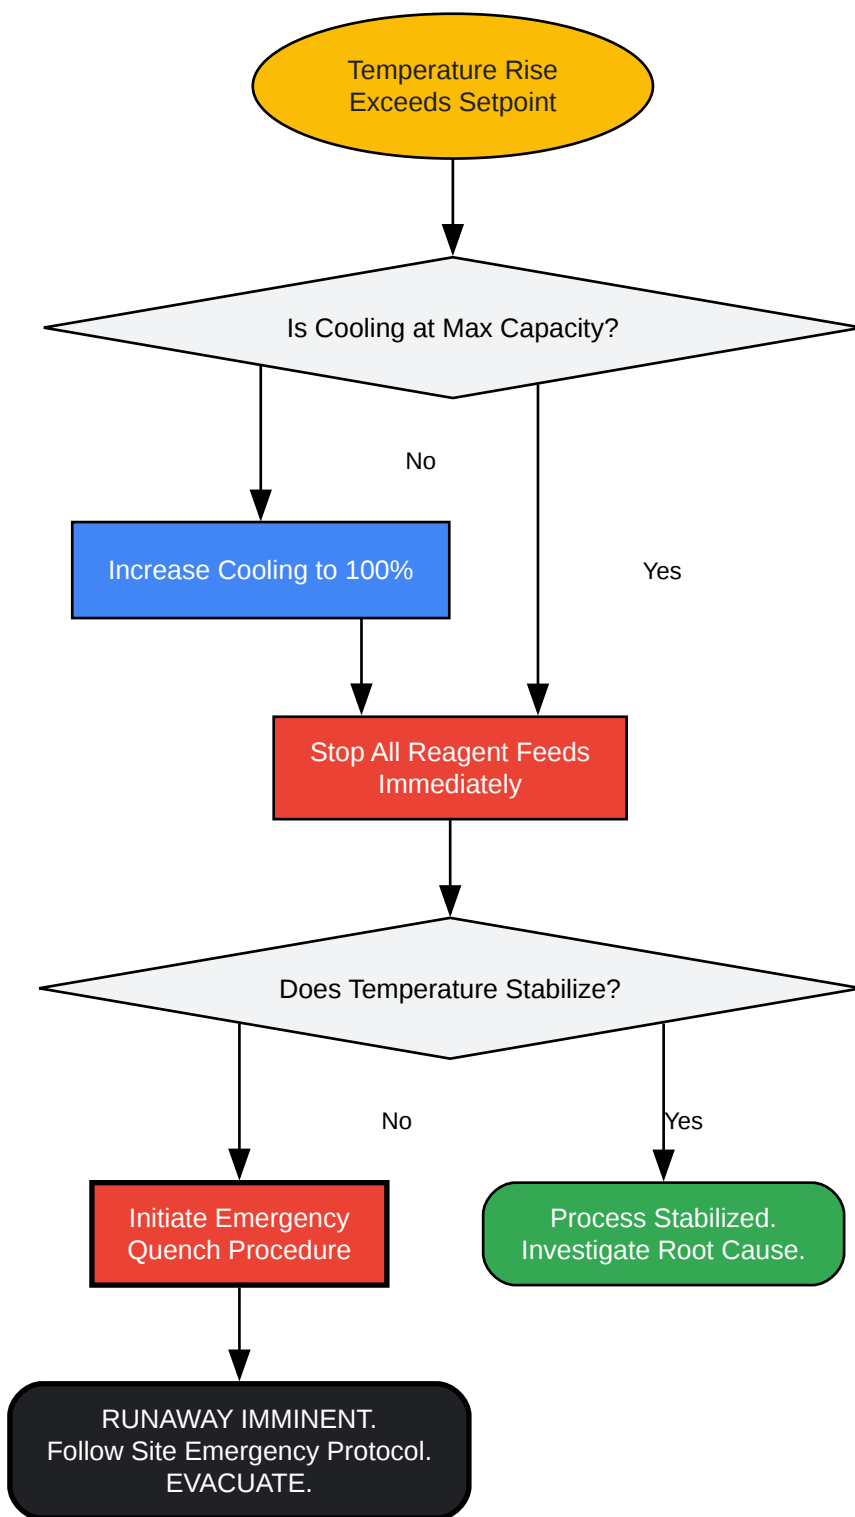 Temperature Rise
Exceeds Setpoint
Is Cooling at Max Capacity?
No
Increase Cooling to 100%
Yes
Stop All Reagent Feeds
Immediately
Does Temperature Stabilize?
No
Yes
Initiate Emergency
Quench Procedure
Process Stabilized.
Investigate Root Cause.
RUNAWAY IMMINENT.
Follow Site Emergency Protocol.
EVACUATE.